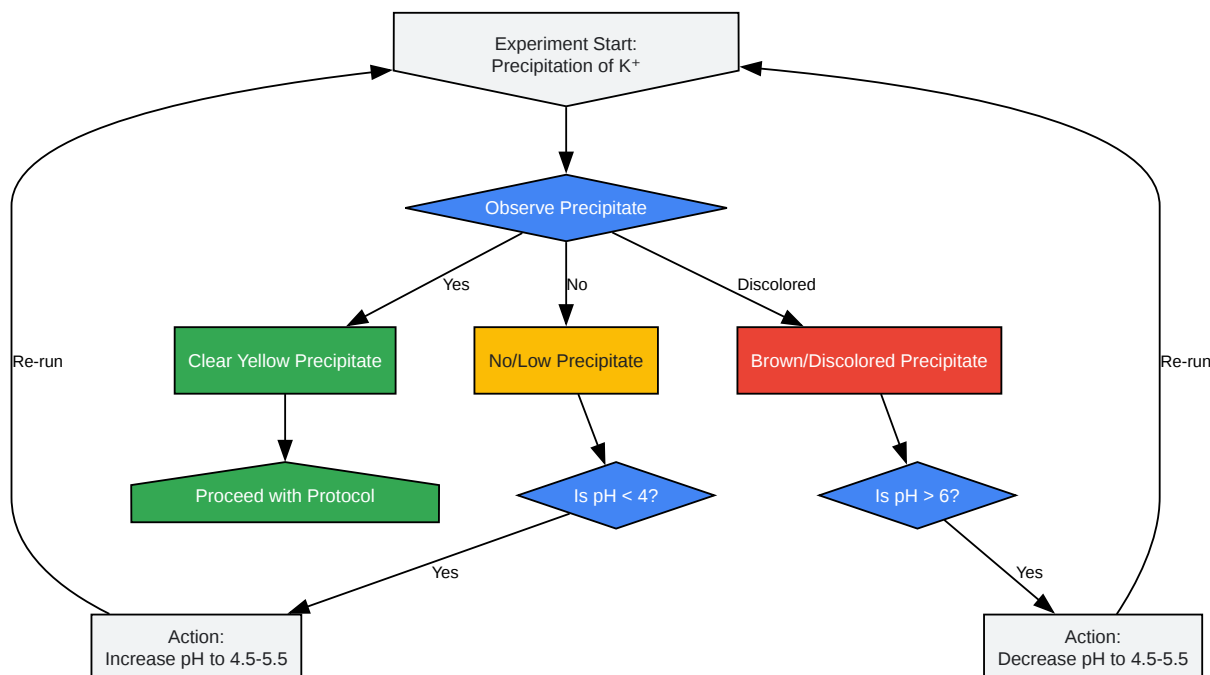 Experiment Start:
Precipitation of K⁺
Observe Precipitate
Yes
No
Discolored
Clear Yellow Precipitate
No/Low Precipitate
Brown/Discolored Precipitate
Re-run
Re-run
Proceed with Protocol
Is pH < 4?
Is pH > 6?
Yes
Yes
Action:
Increase pH to 4.5-5.5
Action:
Decrease pH to 4.5-5.5